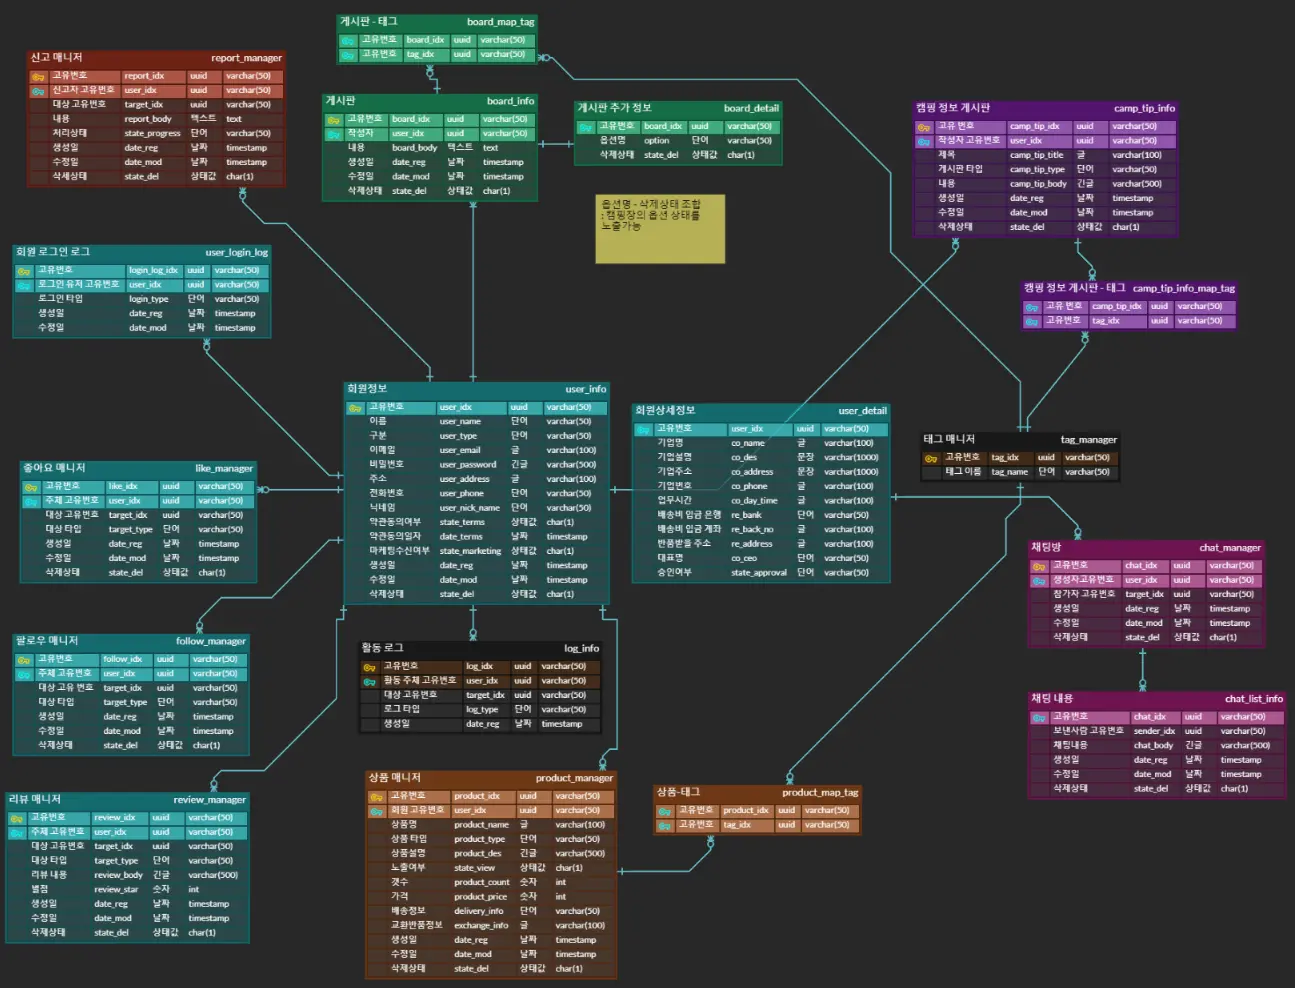 게시판 - 태그 board_map_tag
고유번호 board_idx uuid varchar(50)
고유번호 tag_idx uuid varchar(50)
신고 매니저 report_manager
고유번호 report_idx uuid varchar(50)
신고자 고유번호 user_idx uuid varchar(50)
대상 고유번호 target_idx uuid varchar(50)
내용 report_body 텍스트 text
처리상태 state_progress 단어 varchar(50)
생성일 date_reg 날짜 timestamp
수정일 date_mod 날짜 timestamp
삭제상태 state_del 상태값 char(1)
게시판 board_info
고유번호 board_idx uuid varchar(50)
작성자 user_idx uuid varchar(50)
내용 board_body 텍스트 text
생성일 date_reg 날짜 timestamp
수정일 date_mod 날짜 timestamp
삭제상태 state_del 상태값 char(1)
게시판 추가 정보 board_detail
고유번호 board_idx uuid varchar(50)
옵션명 option 단어 varchar(50)
삭제상태 state_del 상태값 char(1)
옵션명 - 삭제상태 조합
: 캠핑장의 옵션 상태를
노출가능
캠핑 정보 게시판 camp_tip_info
고유 번호 camp_tip_idx uuid varchar(50)
작성자 고유번호 user_idx uuid varchar(50)
제목 camp_tip_title 글 varchar(100)
게시판 타입 camp_tip_type 단어 varchar(50)
내용 camp_tip_body 긴글 varchar(500)
생성일 date_reg 날짜 timestamp
수정일 date_mod 날짜 timestamp
삭제상태 state_del 상태값 char(1)
회원 로그인 로그 user_login_log
고유번호 login_log_idx uuid varchar(50)
로그인 유저 고유번호 user_idx uuid varchar(50)
로그인 타입 login_type 단어 varchar(50)
생성일 date_reg 날짜 timestamp
수정일 date_mod 날짜 timestamp
캠핑 정보 게시판 - 태그 camp_tip_info_map_tag
고유 번호 camp_tip_idx uuid varchar(50)
고유번호 tag_idx uuid varchar(50)
회원정보 user_info
고유번호 user_idx uuid varchar(50)
이름 user_name 단어 varchar(50)
구분 user_type 단어 varchar(50)
이메일 user_email 글 varchar(100)
비밀번호 user_password 긴글 varchar(500)
주소 user_address 글 varchar(100)
전화번호 user_phone 단어 varchar(50)
닉네임 user_nick_name 단어 varchar(50)
약관동의여부 state_terms 상태값 char(1)
약관동의일자 date_terms 날짜 timestamp
마케팅수신여부 state_marketing 상태값 char(1)
생성일 date_reg 날짜 timestamp
수정일 date_mod 날짜 timestamp
삭제상태 state_del 상태값 char(1)
회원상세정보 user_detail
고유번호 user_idx uuid varchar(50)
기업명 co_name 글 varchar(100)
기업설명 co_des 문장 varchar(1000)
기업주소 co_address 문장 varchar(1000)
기업번호 co_phone 글 varchar(100)
업무시간 co_day_time 글 varchar(100)
배송비 입금 은행 re_bank 단어 varchar(50)
배송비 입금 계좌 re_back_no 글 varchar(100)
반품받을 주소 re_address 글 varchar(100)
대표명 co_ceo 단어 varchar(50)
승인여부 state_approval 단어 varchar(50)
태그 매니저 tag_manager
고유번호 tag_idx uuid varchar(50)
태그 이름 tag_name 단어 varchar(50)
좋아요 매니저 like_manager
고유번호 like_idx uuid varchar(50)
주체 고유번호 user_idx uuid varchar(50)
대상 고유번호 target_idx uuid varchar(50)
대상 타입 target_type 단어 varchar(50)
생성일 date_reg 날짜 timestamp
수정일 date_mod 날짜 timestamp
삭제상태 state_del 상태값 char(1)
채팅방 chat_manager
고유번호 chat_idx uuid varchar(50)
생성자고유번호 user_idx uuid varchar(50)
참가자 고유번호 target_idx uuid varchar(50)
생성일 date_reg 날짜 timestamp
수정일 date_mod 날짜 timestamp
삭제상태 state_del 상태값 char(1)
팔로우 매니저 follow_manager
고유번호 follow_idx uuid varchar(50)
주체 고유번호 user_idx uuid varchar(50)
대상 고유 번호 target_idx uuid varchar(50)
대상 타입 target_type 단어 varchar(50)
생성일 date_reg 날짜 timestamp
수정일 date_mod 날짜 timestamp
삭제상태 state_del 상태값 char(1)
활동 로그 log_info
고유번호 log_idx uuid varchar(50)
활동 주체 고유번호 user_idx uuid varchar(50)
대상 고유번호 target_idx uuid varchar(50)
로그 타입 log_type 단어 varchar(50)
생성일 date_reg 날짜 timestamp
채팅 내용 chat_list_info
고유번호 chat_idx uuid varchar(50)
보낸사람 고유번호 sender_idx uuid varchar(50)
채팅내용 chat_body 긴글 varchar(500)
생성일 date_reg 날짜 timestamp
수정일 date_mod 날짜 timestamp
삭제상태 state_del 상태값 char(1)
리뷰 매니저 review_manager
고유번호 review_idx uuid varchar(50)
주체 고유번호 user_idx uuid varchar(50)
대상 고유번호 target_idx uuid varchar(50)
대상 타입 target_type 단어 varchar(50)
리뷰 내용 review_body 긴글 varchar(500)
별점 review_star 숫자 int
생성일 date_reg 날짜 timestamp
수정일 date_mod 날짜 timestamp
삭제상태 state_del 상태값 char(1)
상품 매니저 product_manager
고유번호 product_idx uuid varchar(50)
회원 고유번호 user_idx uuid varchar(50)
상품명 product_name 글 varchar(100)
상품 타입 product_type 단어 varchar(50)
상품설명 product_des 긴글 varchar(500)
노출여부 state_view 상태값 char(1)
갯수 product_count 숫자 int
가격 product_price 숫자 int
배송정보 delivery_info 단어 varchar(50)
교환반품정보 exchange_info 글 varchar(100)
생성일 date_reg 날짜 timestamp
수정일 date_mod 날짜 timestamp
삭제상태 state_del 상태값 char(1)
상품-태그 product_map_tag
고유번호 product_idx uuid varchar(50)
고유번호 tag_idx uuid varchar(50)